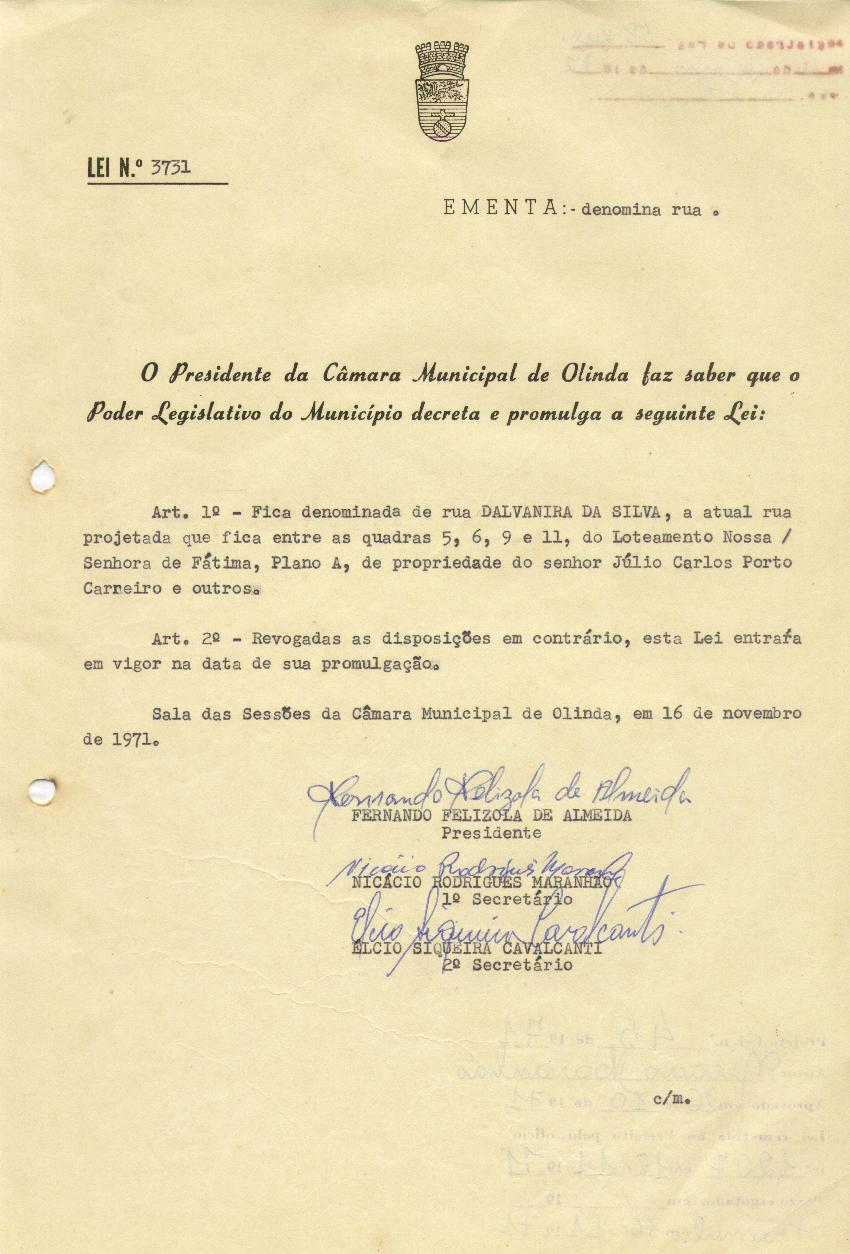 LEI N.º 3731
EMENTA:- denomina rua .
O Presidente da Câmara Municipal de Olinda faz saber que o
Poder Legislativo do Município decreta e promulga a seguinte Lei:
Art. 1º - Fica denominada de rua DALVANIRA DA SILVA, a atual rua
projetada que fica entre as quadras 5, 6, 9 e 11, do Loteamento Nossa /
Senhora de Fátima, Plano A, de propriedade do senhor Júlio Carlos Porto
Carneiro e outros.
Art. 2º - Revogadas as disposições em contrário, esta Lei entrará
em vigor na data de sua promulgação.
Sala das Sessões da Câmara Municipal de Olinda, em 16 de novembro
de 1971.
Fernando Felizola de Almeida
FERNANDO FELIZOLA DE ALMEIDA
Presidente
Nicácio Rodrigues Maranhão
NICÁCIO RODRIGUES MARANHÃO
1º Secretário
Élcio Siqueira Cavalcanti
ÉLCIO SIQUEIRA CAVALCANTI
2º Secretário
c/m.